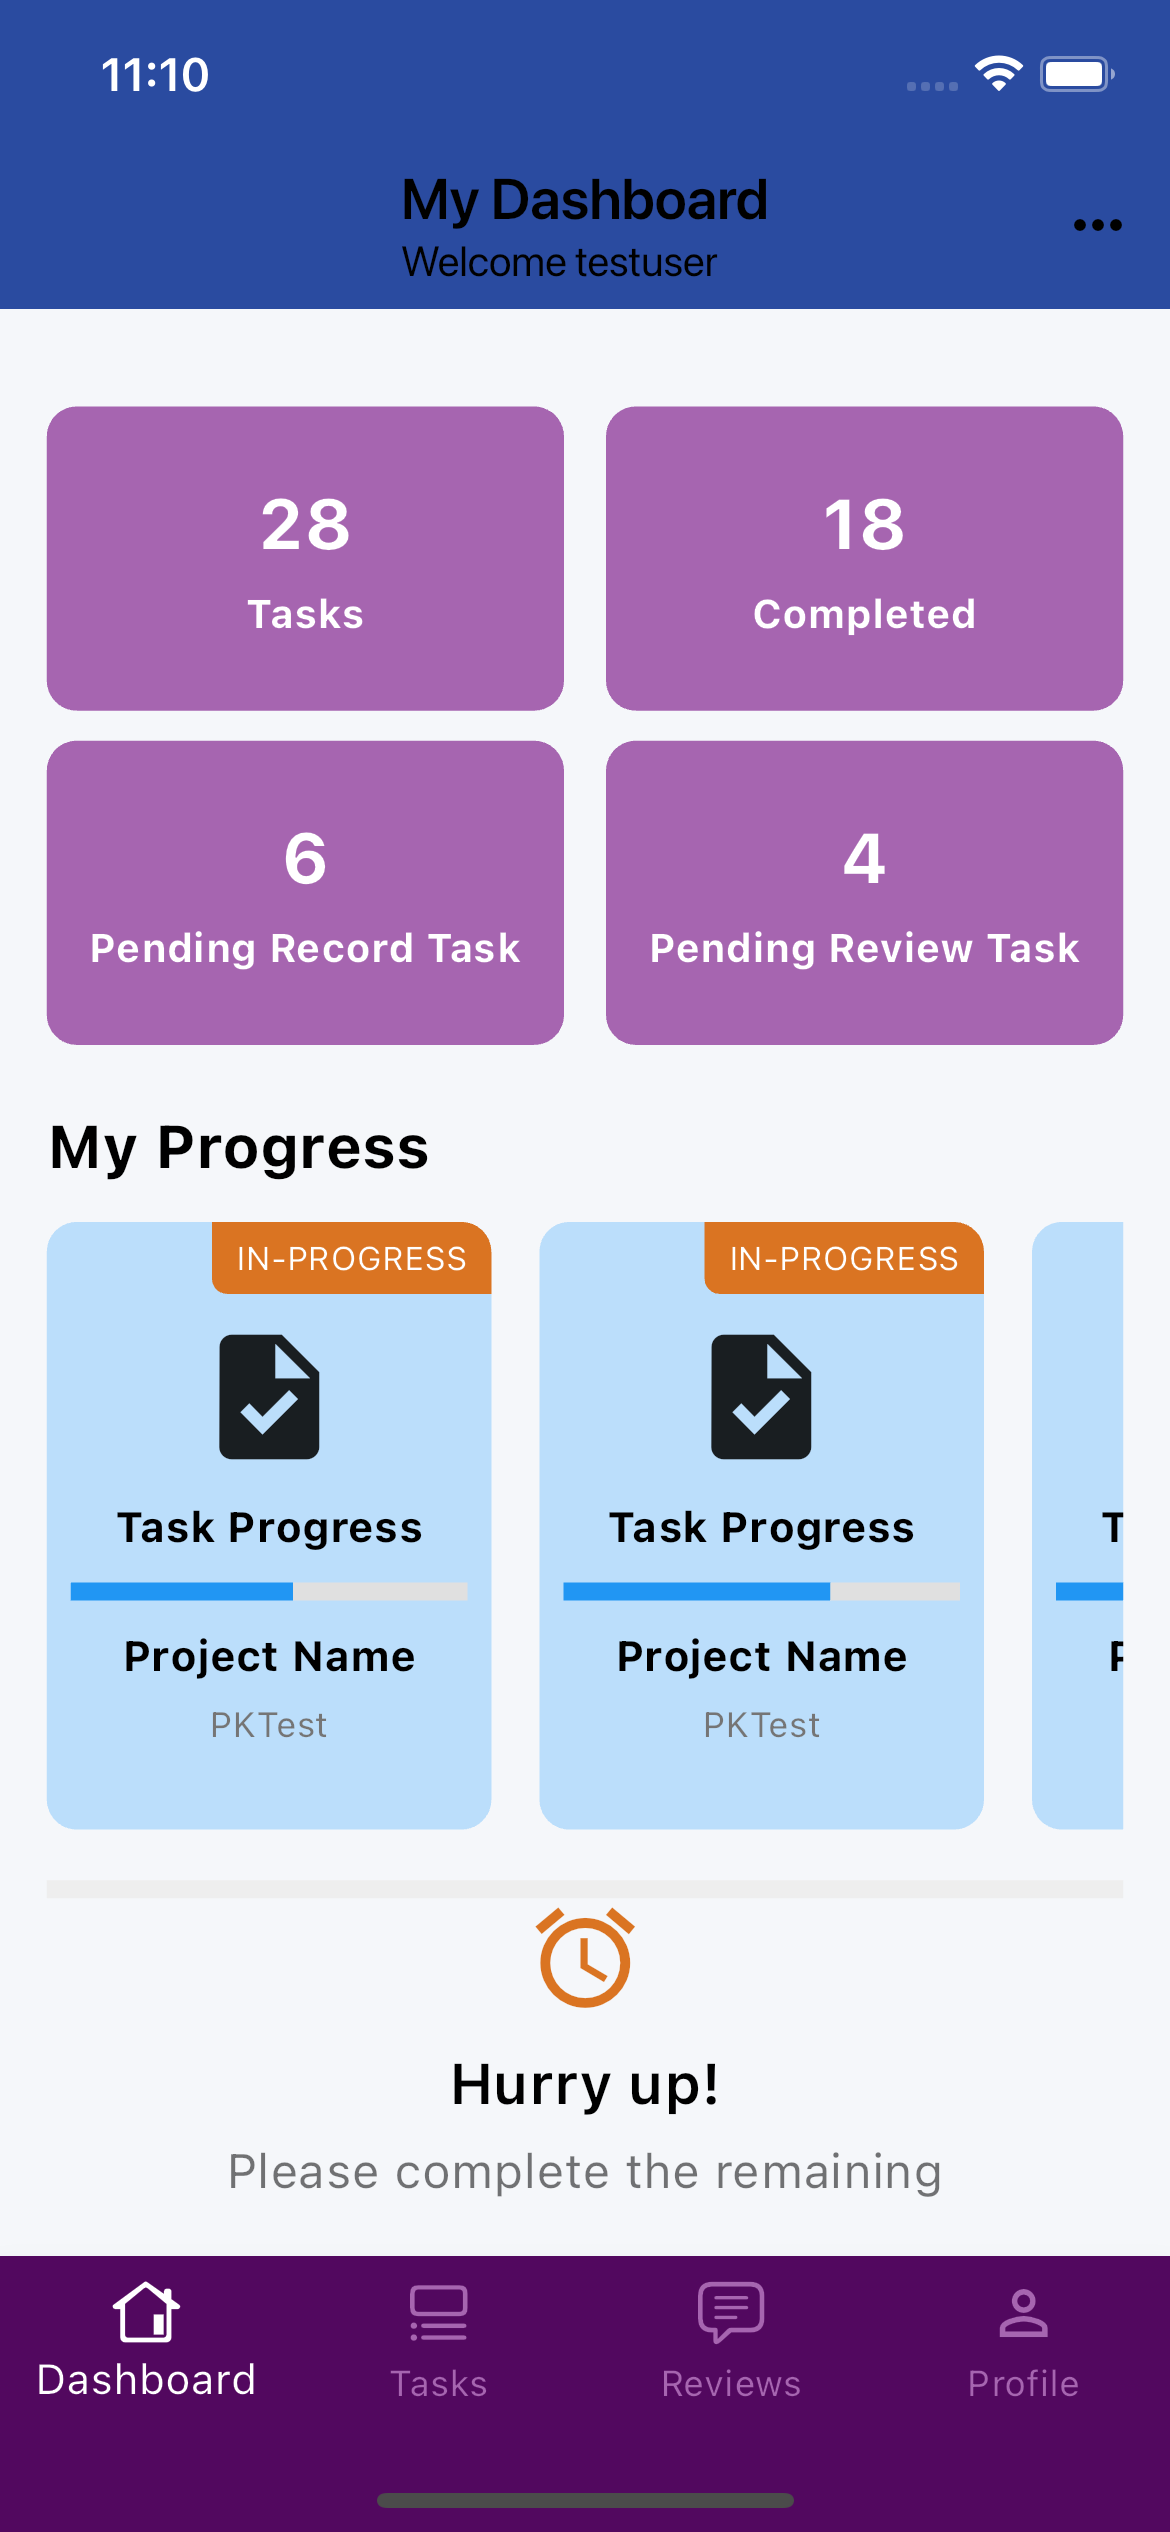 11:10
My Dashboard
Welcome testuser
28
Tasks
18
Completed
6
Pending Record Task
4
Pending Review Task
My Progress
IN-PROGRESS
Task Progress
Project Name
PKTest
IN-PROGRESS
Task Progress
Project Name
PKTest
Hurry up!
Please complete the remaining
Dashboard
Tasks
Reviews
Profile